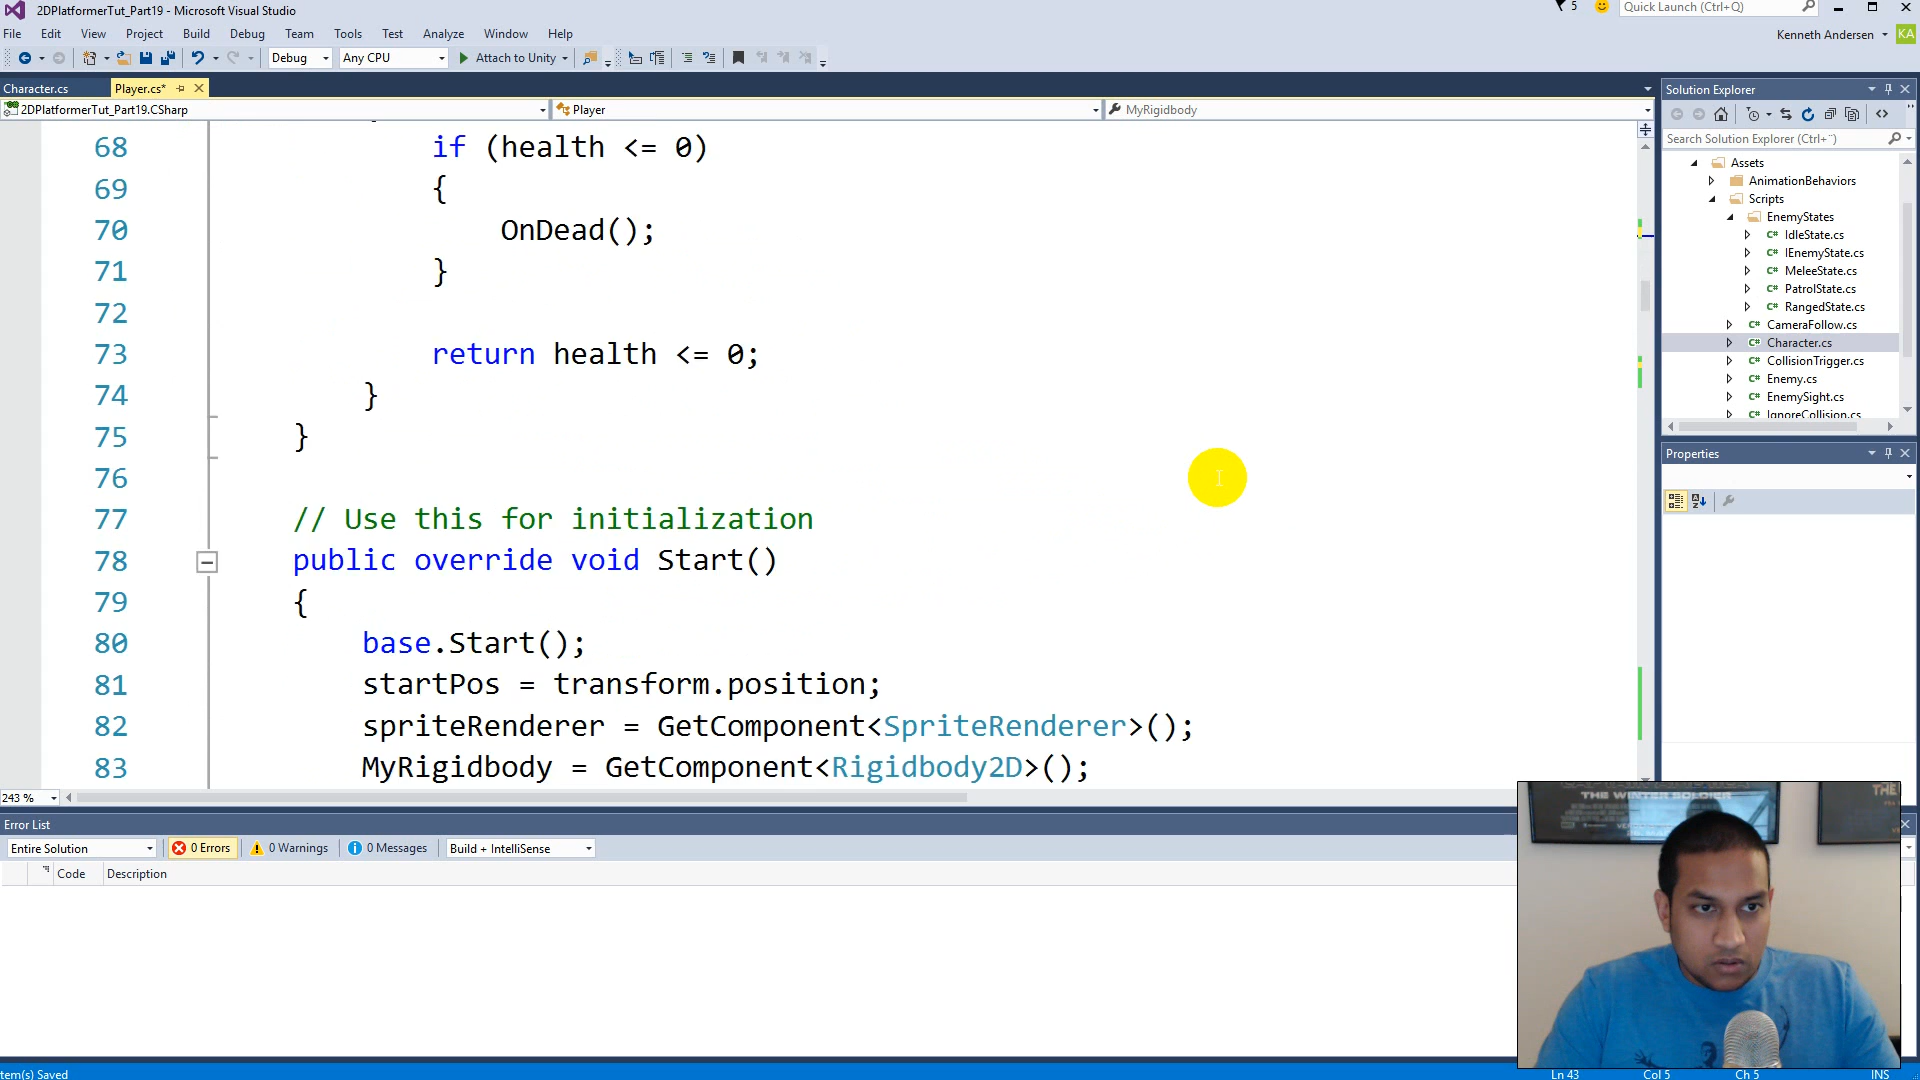 2DPlatformerTut_Part19 - Microsoft Visual Studio
5
Quick Launch (Ctrl+Q)
File Edit View Project Build Debug Team Tools Test Analyze Window Help
Kenneth Andersen
KA
Debug
Any CPU
Attach to Unity
Character.cs
Player.cs*
2DPlatformerTut_Part19.CSharp
Player
MyRigidbody
68 if (health <= 0)
69 {
70 OnDead();
71 }
72
73 return health <= 0;
74 }
75 }
76
77 // Use this for initialization
78 public override void Start()
79 {
80 base.Start();
81 startPos = transform.position;
82 spriteRenderer = GetComponent<SpriteRenderer>();
83 MyRigidbody = GetComponent<Rigidbody2D>();
243 %
Solution Explorer
Search Solution Explorer (Ctrl+¨)
Assets
AnimationBehaviors
Scripts
EnemyStates
C# IdleState.cs
C# IEnemyState.cs
C# MeleeState.cs
C# PatrolState.cs
C# RangedState.cs
C# CameraFollow.cs
C# Character.cs
C# CollisionTrigger.cs
C# Enemy.cs
C# EnemySight.cs
C# IgnoreCollision.cs
Properties
Error List
Entire Solution
0 Errors
0 Warnings
0 Messages
Build + IntelliSense
Code
Description
THE WINTER SOLDIER
THE
tem(s) Saved
Ln 43
Col 5
Ch 5
INS